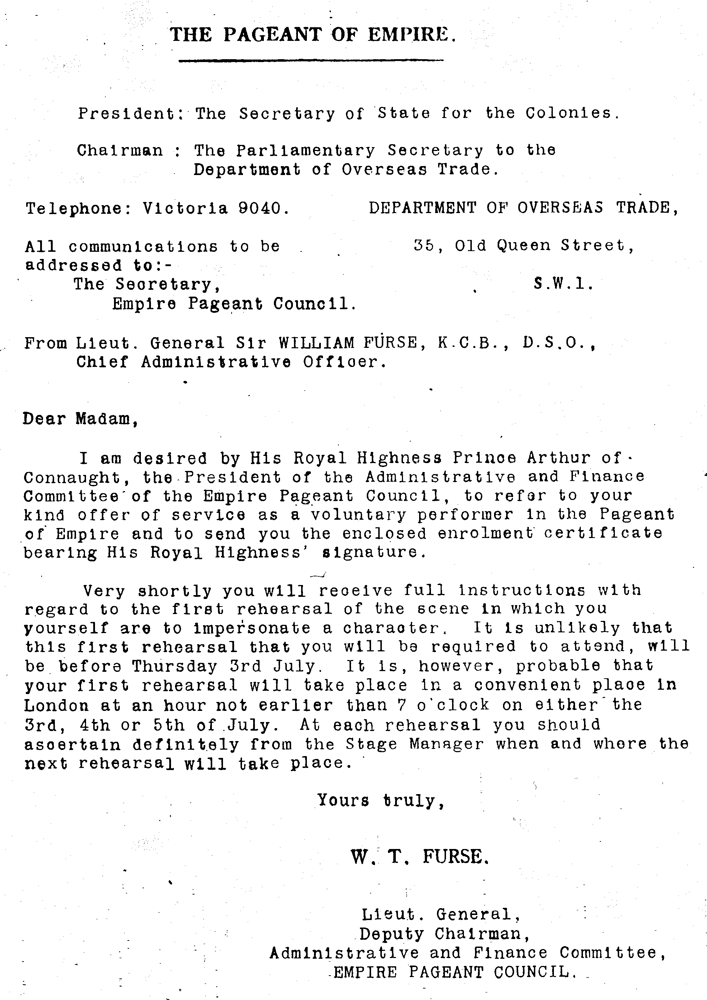 THE PAGEANT OF EMPIRE.
President: The Secretary of State for the Colonies.
Chairman : The Parliamentary Secretary to the
Department of Overseas Trade.
Telephone: Victoria 9040.
DEPARTMENT OF OVERSEAS TRADE,
35, Old Queen Street,
S.W.1.
All communications to be
addressed to:-
The Secretary,
Empire Pageant Council.
From Lieut. General Sir WILLIAM FURSE, K.C.B., D.S.O.,
Chief Administrative Officer.
Dear Madam,
I am desired by His Royal Highness Prince Arthur of
Connaught, the President of the Administrative and Finance
Committee of the Empire Pageant Council, to refer to your
kind offer of service as a voluntary performer in the Pageant
of Empire and to send you the enclosed enrolment certificate
bearing His Royal Highness' signature.
Very shortly you will receive full instructions with
regard to the first rehearsal of the scene in which you
yourself are to impersonate a character. It is unlikely that
this first rehearsal that you will be required to attend, will
be before Thursday 3rd July. It is, however, probable that
your first rehearsal will take place in a convenient place in
London at an hour not earlier than 7 o'clock on either the
3rd, 4th or 5th of July. At each rehearsal you should
ascertain definitely from the Stage Manager when and where the
next rehearsal will take place.
Yours truly,
W. T. FURSE.
Lieut. General,
Deputy Chairman,
Administrative and Finance Committee,
EMPIRE PAGEANT COUNCIL.